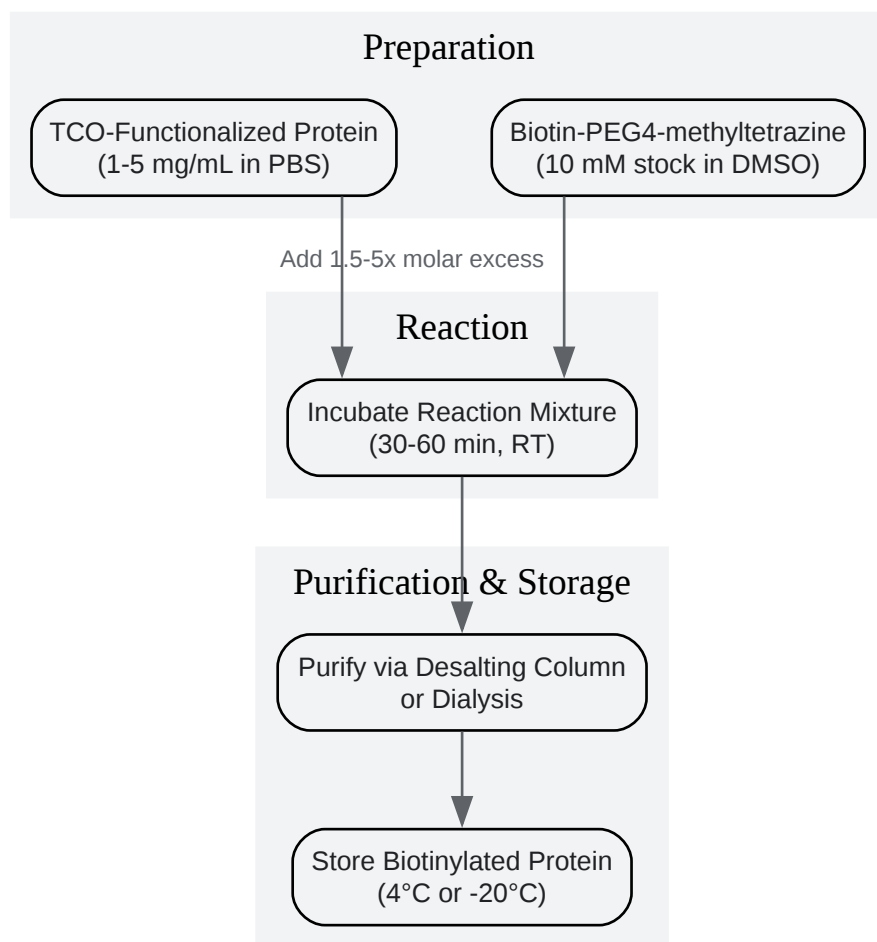 Preparation
TCO-Functionalized Protein
(1-5 mg/mL in PBS)
Biotin-PEG4-methyltetrazine
(10 mM stock in DMSO)
Add 1.5-5x molar excess
Reaction
Incubate Reaction Mixture
(30-60 min, RT)
Purification & Storage
Purify via Desalting Column
or Dialysis
Store Biotinylated Protein
(4°C or -20°C)